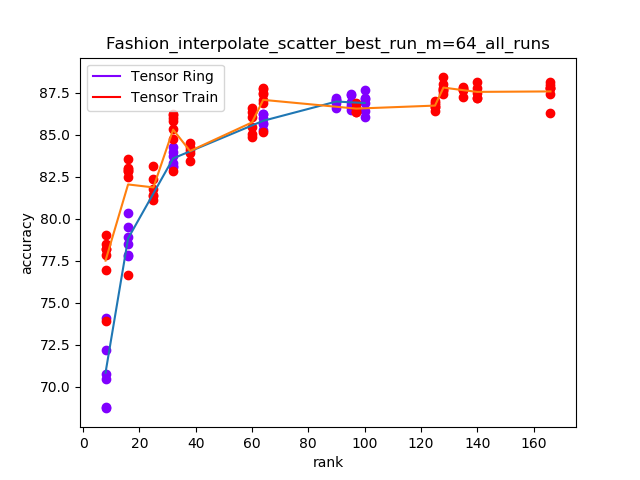 Fashion_interpolate_scatter_best_run_m=64_all_runs
Tensor Ring
Tensor Train
87.5
85.0
82.5
80.0
77.5
75.0
72.5
70.0
accuracy
0 20 40 60 80 100 120 140 160
rank